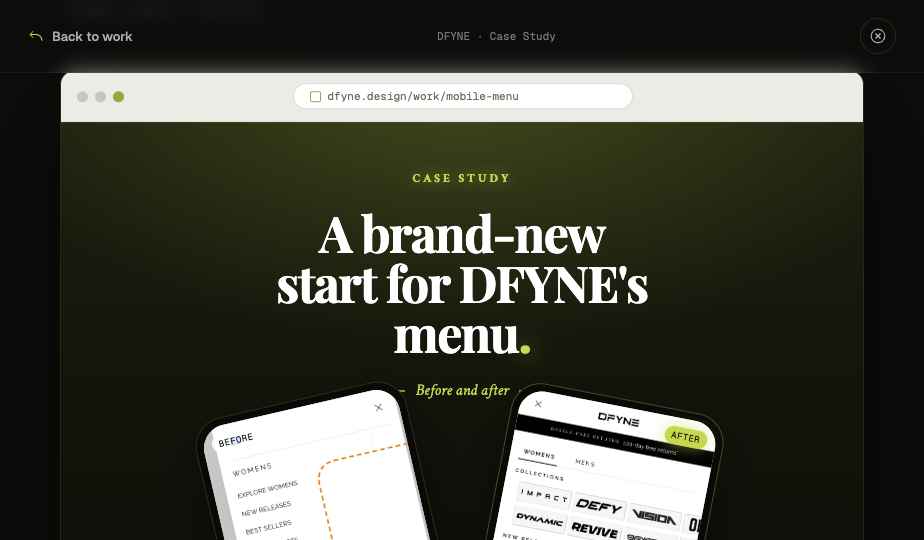 Back to work
DFYNE · Case Study
dfyne.design/work/mobile-menu
CASE STUDY
A brand-new
start for DFYNE's
menu.
Before and after
BEFORE
WOMENS
EXPLORE WOMENS
NEW RELEASES
BEST SELLERS
DFYNE
AFTER
WOMENS
MENS
COLLECTIONS
IMPACT
DEFY
VISION
DYNAMIC
REVIVE